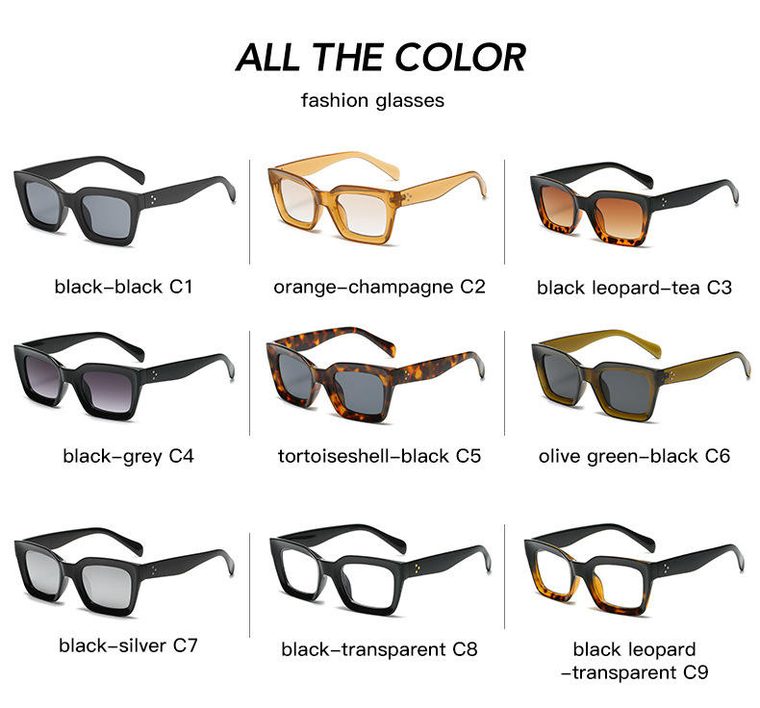 ALL THE COLOR
fashion glasses
black–black C1
orange–champagne C2
black leopard–tea C3
black–grey C4
tortoiseshell–black C5
olive green–black C6
black–silver C7
black–transparent C8
black leopard
–transparent C9